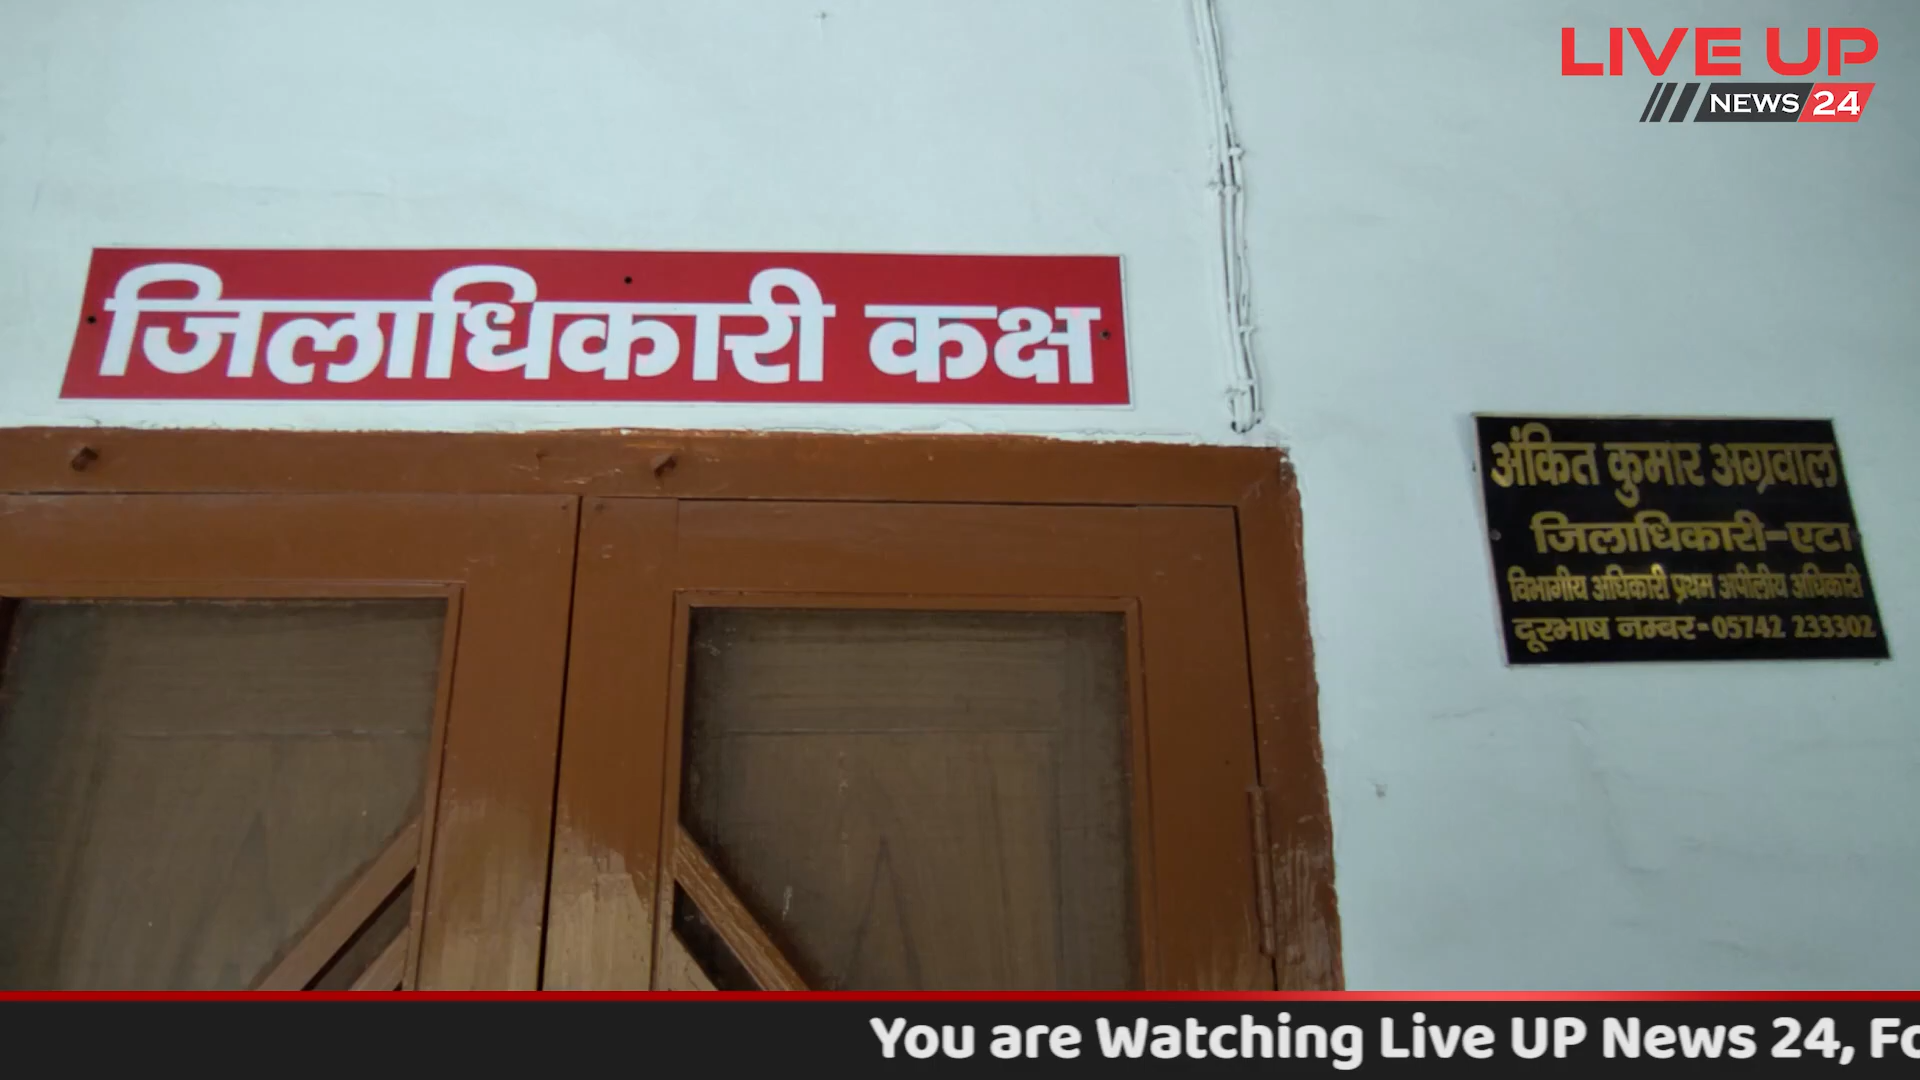 LIVE UP
NEWS 24
जिलाधिकारी कक्ष
अंकित कुमार अग्रवाल
जिलाधिकारी-एटा
विभागीय अधिकारी प्रथम अपीलीय अधिकारी
दूरभाष नम्बर-05742 233302
You are Watching Live UP News 24, Fo